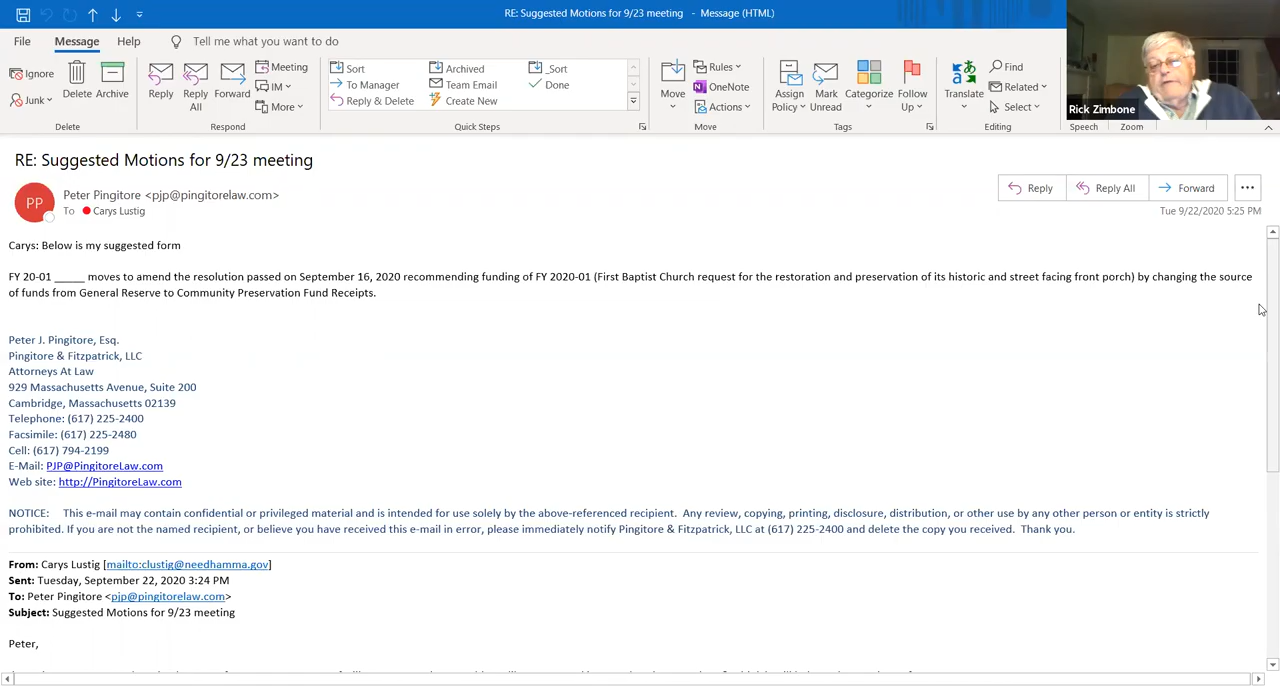 RE: Suggested Motions for 9/23 meeting - Message (HTML)
File Message Help Tell me what you want to do
Ignore
Junk
Delete
Archive
Delete
Reply
Reply All
Forward
Meeting
IM
More
Respond
Sort
To Manager
Reply & Delete
Archived
Team Email
Create New
_Sort
Done
Quick Steps
Move
Rules
OneNote
Actions
Move
Assign Policy
Mark Unread
Categorize
Follow Up
Tags
Translate
Find
Related
Select
Editing
Speech
Zoom
Rick Zimbone
RE: Suggested Motions for 9/23 meeting
PP
Peter Pingitore <pjp@pingitorelaw.com>
To Carys Lustig
Reply Reply All Forward
Tue 9/22/2020 5:25 PM
Carys: Below is my suggested form
FY 20-01 _____ moves to amend the resolution passed on September 16, 2020 recommending funding of FY 2020-01 (First Baptist Church request for the restoration and preservation of its historic and street facing front porch) by changing the source
of funds from General Reserve to Community Preservation Fund Receipts.
Peter J. Pingitore, Esq.
Pingitore & Fitzpatrick, LLC
Attorneys At Law
929 Massachusetts Avenue, Suite 200
Cambridge, Massachusetts 02139
Telephone: (617) 225-2400
Facsimile: (617) 225-2480
Cell: (617) 794-2199
E-Mail: PJP@PingitoreLaw.com
Web site: http://PingitoreLaw.com
NOTICE: This e-mail may contain confidential or privileged material and is intended for use solely by the above-referenced recipient. Any review, copying, printing, disclosure, distribution, or other use by any other person or entity is strictly
prohibited. If you are not the named recipient, or believe you have received this e-mail in error, please immediately notify Pingitore & Fitzpatrick, LLC at (617) 225-2400 and delete the copy you received. Thank you.
From: Carys Lustig [mailto:clustig@needhamma.gov]
Sent: Tuesday, September 22, 2020 3:24 PM
To: Peter Pingitore <pjp@pingitorelaw.com>
Subject: Suggested Motions for 9/23 meeting
Peter,